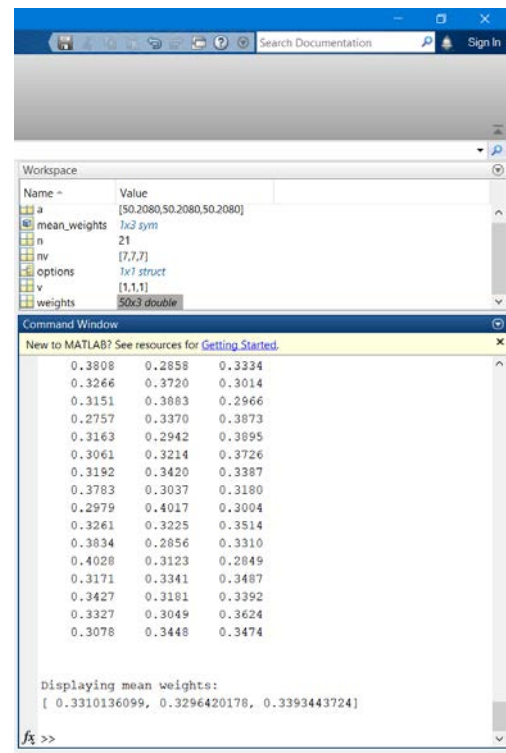 Search Documentation
Sign In
Workspace
Name Value
a [50.2080,50.2080,50.2080]
mean_weights 1x3 sym
n 21
nv [7,7,7]
options 1x1 struct
v [1,1,1]
weights 50x3 double
Command Window
New to MATLAB? See resources for Getting Started.
0.3808 0.2858 0.3334
0.3266 0.3720 0.3014
0.3151 0.3883 0.2966
0.2757 0.3370 0.3873
0.3163 0.2942 0.3895
0.3061 0.3214 0.3726
0.3192 0.3420 0.3387
0.3783 0.3037 0.3180
0.2979 0.4017 0.3004
0.3261 0.3225 0.3514
0.3834 0.2856 0.3310
0.4028 0.3123 0.2849
0.3171 0.3341 0.3487
0.3427 0.3181 0.3392
0.3327 0.3049 0.3624
0.3078 0.3448 0.3474
Displaying mean weights:
[ 0.3310136099, 0.3296420178, 0.3393443724]
fx >>